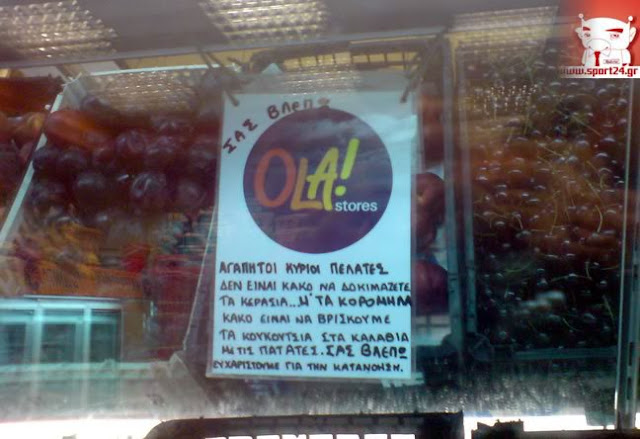 www.sport24.gr
ΣΑΣ ΒΛΕΠΩ
OLA!
stores
ΑΓΑΠΗΤΟΙ ΚΥΡΙΟΙ ΠΕΛΑΤΕΣ
ΔΕΝ ΕΙΝΑΙ ΚΑΚΟ ΝΑ ΔΟΚΙΜΑΖΕΤΕ
ΤΑ ΚΕΡΑΣΙΑ... Η' ΤΑ ΚΟΡΟΜΗΛΑ
ΚΑΚΟ ΕΙΝΑΙ ΝΑ ΒΡΙΣΚΟΥΜΕ
ΤΑ ΚΟΥΚΟΥΤΣΙΑ ΣΤΑ ΚΑΛΑΘΙΑ
ΜΕ ΤΙΣ ΠΑΤΑΤΕΣ. ΣΑΣ ΒΛΕΠΩ
ΕΥΧΑΡΙΣΤΟΥΜΕ ΓΙΑ ΤΗΝ ΚΑΤΑΝΟΗΣΗ.